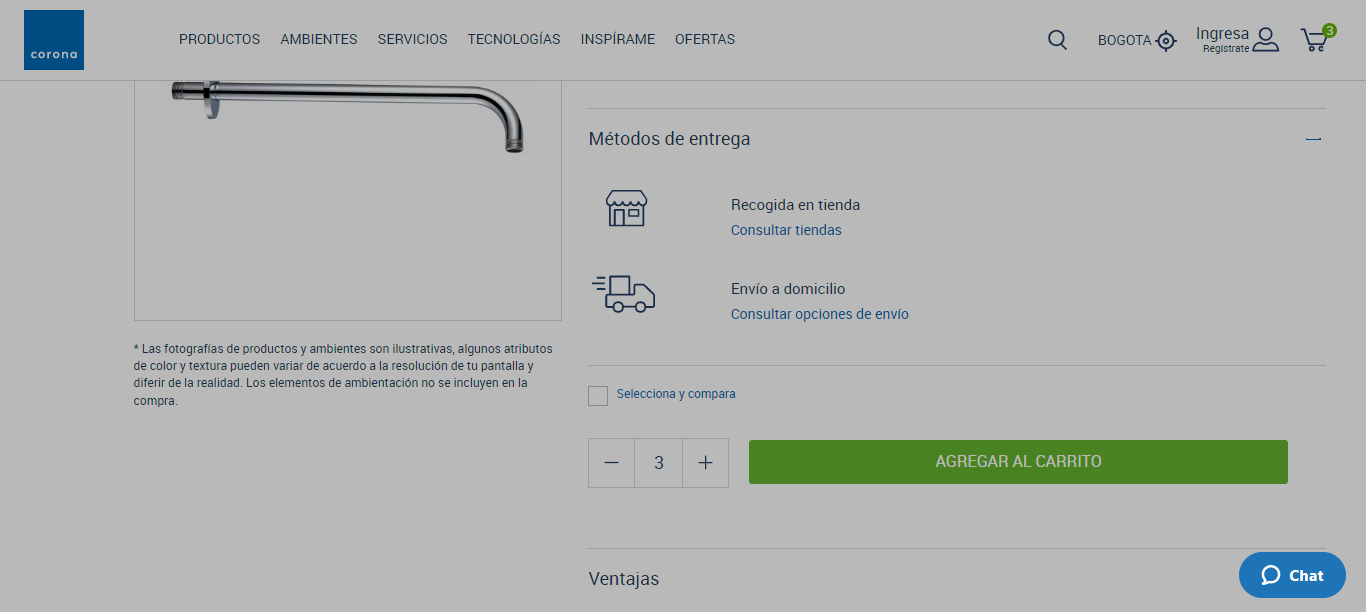 corona
PRODUCTOS AMBIENTES SERVICIOS TECNOLOGÍAS INSPÍRAME OFERTAS
BOGOTA
Ingresa
Regístrate
3
Métodos de entrega
Recogida en tienda
Consultar tiendas
Envío a domicilio
Consultar opciones de envío
* Las fotografías de productos y ambientes son ilustrativas, algunos atributos
de color y textura pueden variar de acuerdo a la resolución de tu pantalla y
diferir de la realidad. Los elementos de ambientación no se incluyen en la
compra.
Selecciona y compara
3
AGREGAR AL CARRITO
Ventajas
Chat